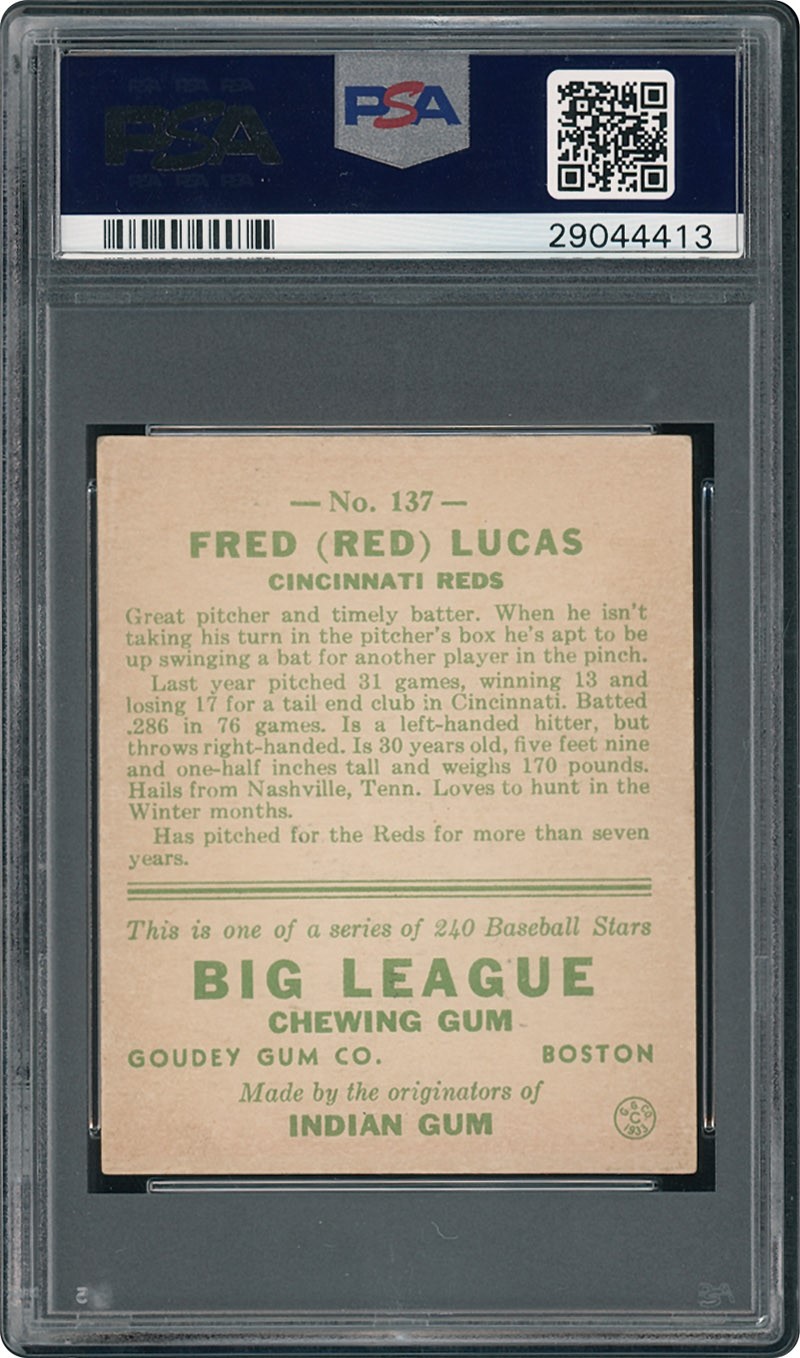 PSA
PSA
29044413
— No. 137 —
FRED (RED) LUCAS
CINCINNATI REDS
Great pitcher and timely batter. When he isn't
taking his turn in the pitcher's box he's apt to be
up swinging a bat for another player in the pinch.
Last year pitched 31 games, winning 13 and
losing 17 for a tail end club in Cincinnati. Batted
.286 in 76 games. Is a left-handed hitter, but
throws right-handed. Is 30 years old, five feet nine
and one-half inches tall and weighs 170 pounds.
Hails from Nashville, Tenn. Loves to hunt in the
Winter months.
Has pitched for the Reds for more than seven
years.
This is one of a series of 240 Baseball Stars
BIG LEAGUE
CHEWING GUM
GOUDEY GUM CO. BOSTON
Made by the originators of
INDIAN GUM
G. G. CO.
C
1933